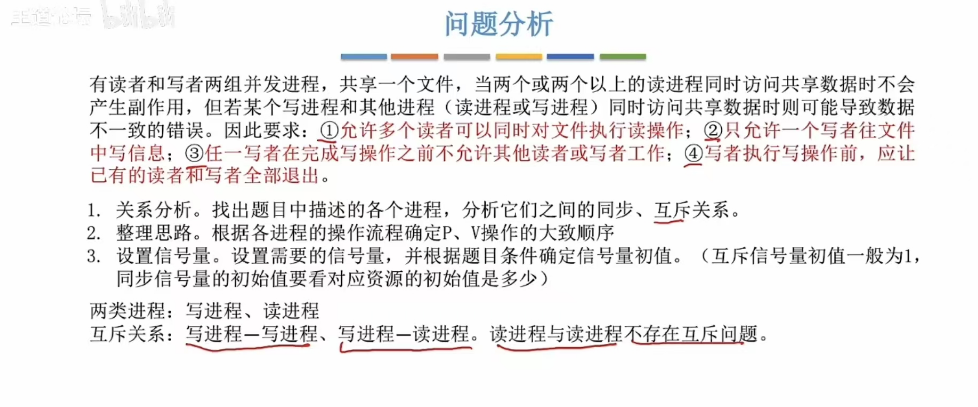 问题分析
有读者和写者两组并发进程，共享一个文件，当两个或两个以上的读进程同时访问共享数据时不会
产生副作用，但若某个写进程和其他进程（读进程或写进程）同时访问共享数据时则可能导致数据
不一致的错误。因此要求：①允许多个读者可以同时对文件执行读操作；②只允许一个写者往文件
中写信息；③任一写者在完成写操作之前不允许其他读者或写者工作；④写者执行写操作前，应让
已有的读者和写者全部退出。
1. 关系分析。找出题目中描述的各个进程，分析它们之间的同步、互斥关系。
2. 整理思路。根据各进程的操作流程确定P、V操作的大致顺序
3. 设置信号量。设置需要的信号量，并根据题目条件确定信号量初值。（互斥信号量初值一般为1，
同步信号量的初始值要看对应资源的初始值是多少）
两类进程：写进程、读进程
互斥关系：写进程—写进程、写进程—读进程。读进程与读进程不存在互斥问题。